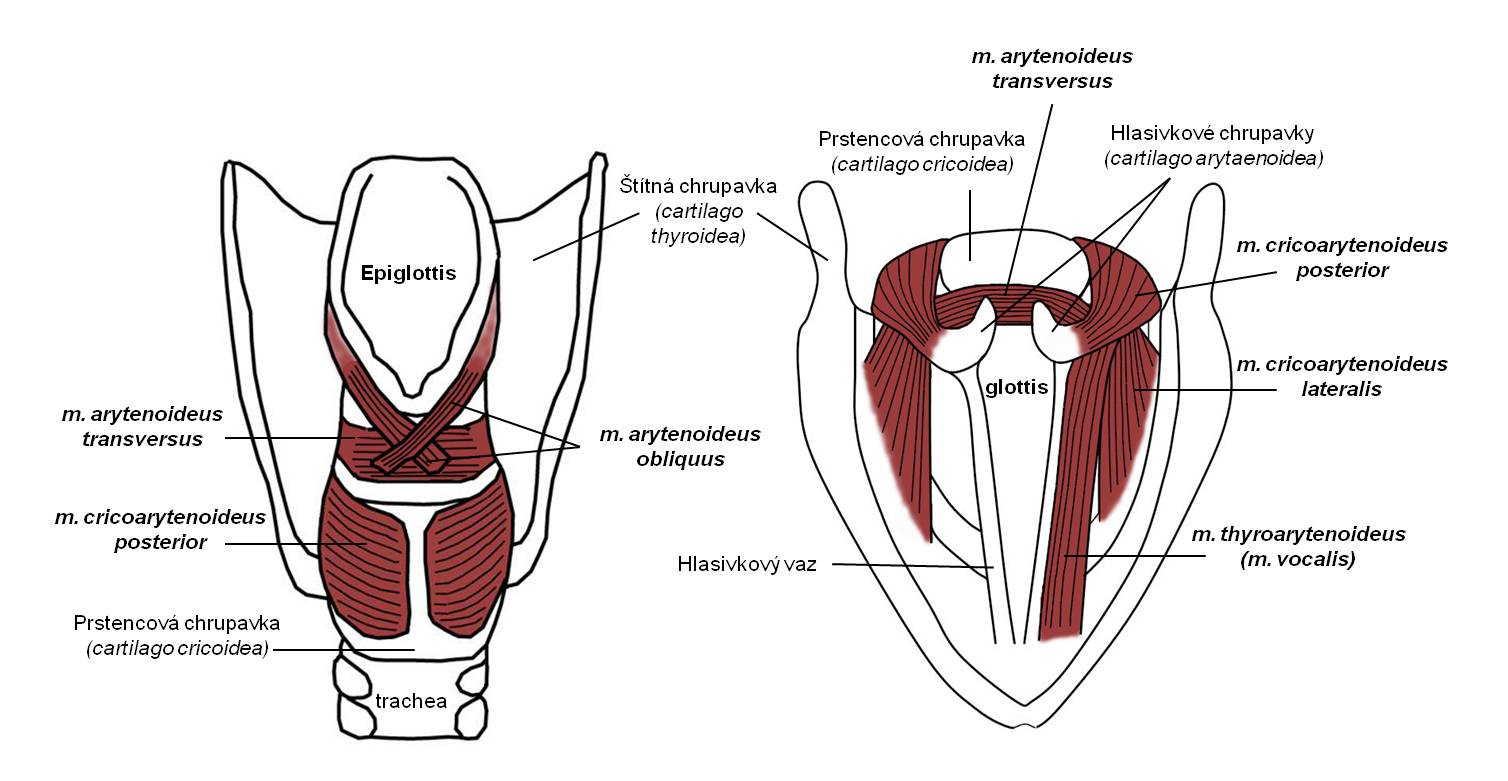 m. arytenoideus
transversus
Prstencová chrupavka
(cartilago cricoidea)
Hlasivkové chrupavky
(cartilago arytaenoidea)
Štítná chrupavka
(cartilago
thyroidea)
Epiglottis
m. cricoarytenoideus
posterior
m. cricoarytenoideus
lateralis
glottis
m. arytenoideus
transversus
m. arytenoideus
obliquus
m. cricoarytenoideus
posterior
m. thyroarytenoideus
(m. vocalis)
Hlasivkový vaz
Prstencová chrupavka
(cartilago cricoidea)
trachea